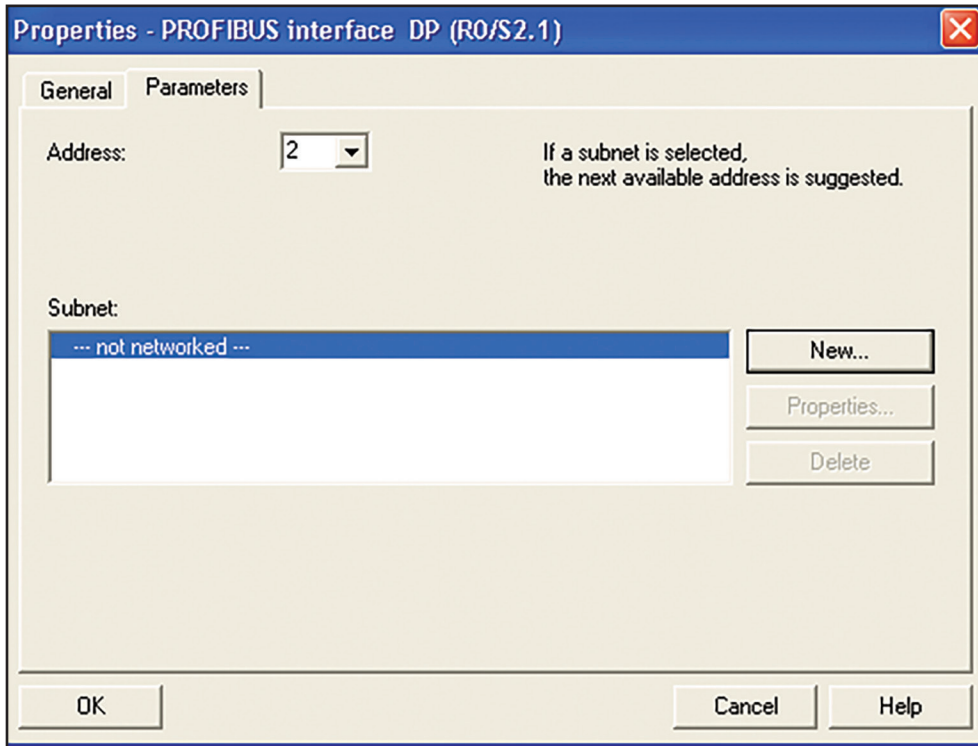 Properties - PROFIBUS interface DP (R0/S2.1)
General Parameters
Address: 2
If a subnet is selected,
the next available address is suggested.
Subnet:
--- not networked ---
New...
Properties...
Delete
OK Cancel Help